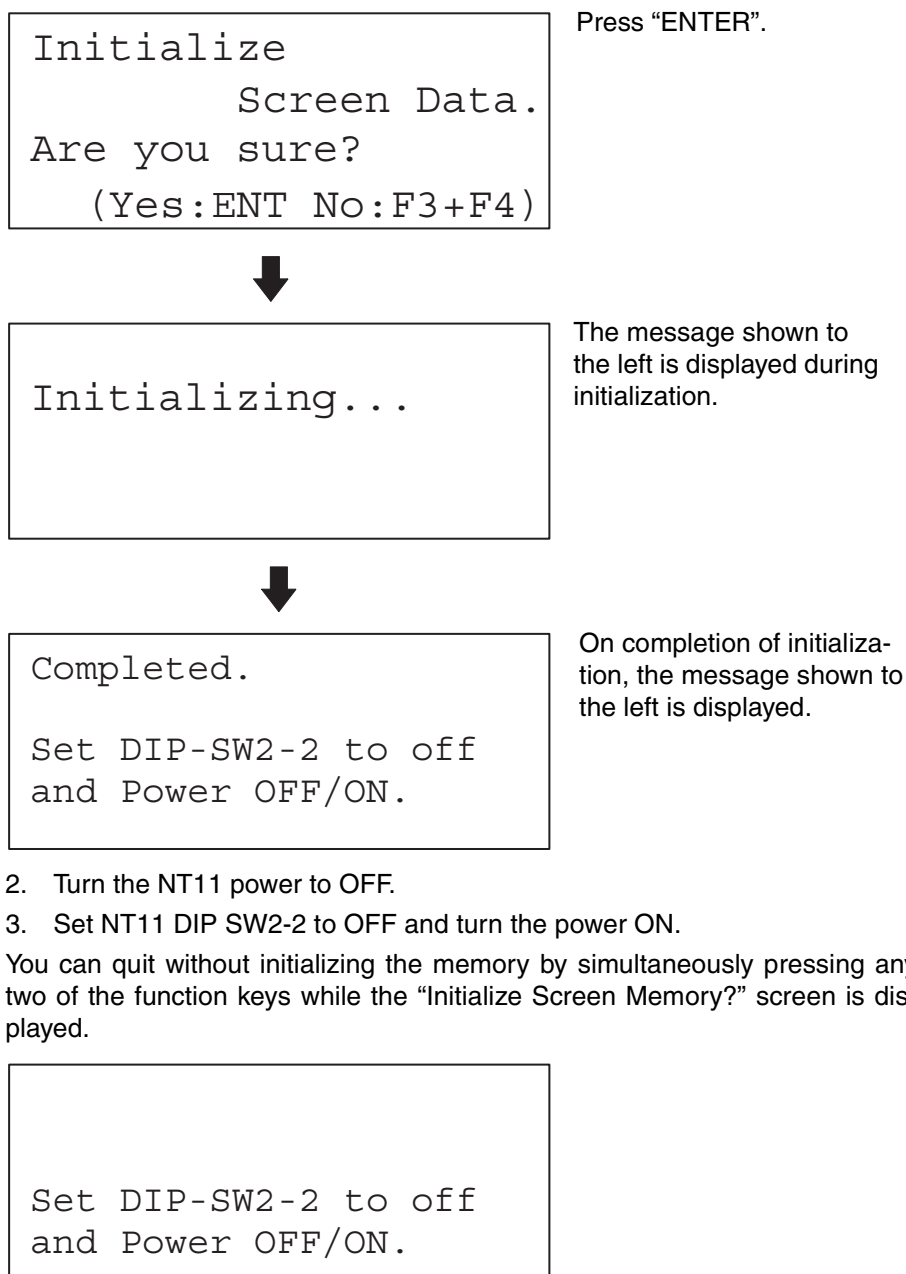 Initialize
Screen Data.
Are you sure?
(Yes:ENT No:F3+F4)
Press “ENTER”.
Initializing...
The message shown to
the left is displayed during
initialization.
Completed.
Set DIP-SW2-2 to off
and Power OFF/ON.
On completion of initializa-
tion, the message shown to
the left is displayed.
2. Turn the NT11 power to OFF.
3. Set NT11 DIP SW2-2 to OFF and turn the power ON.
You can quit without initializing the memory by simultaneously pressing any
two of the function keys while the “Initialize Screen Memory?” screen is dis
played.
Set DIP-SW2-2 to off
and Power OFF/ON.